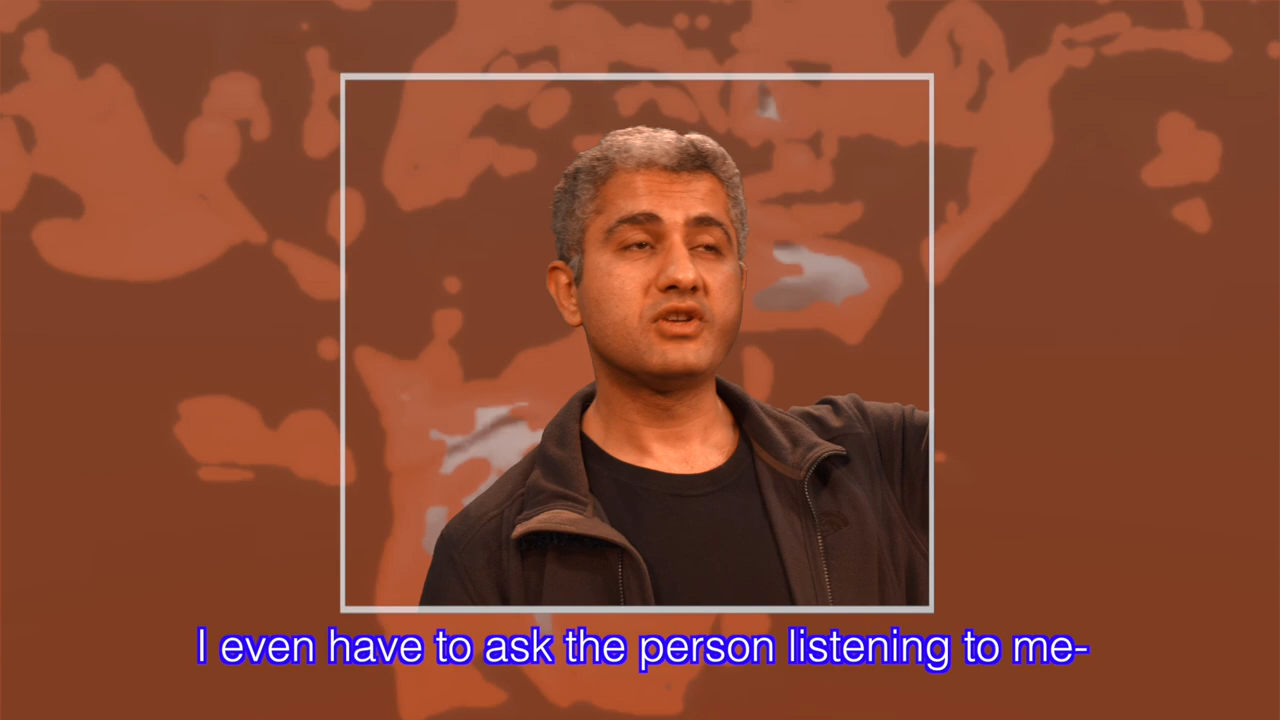 I even have to ask the person listening to me-